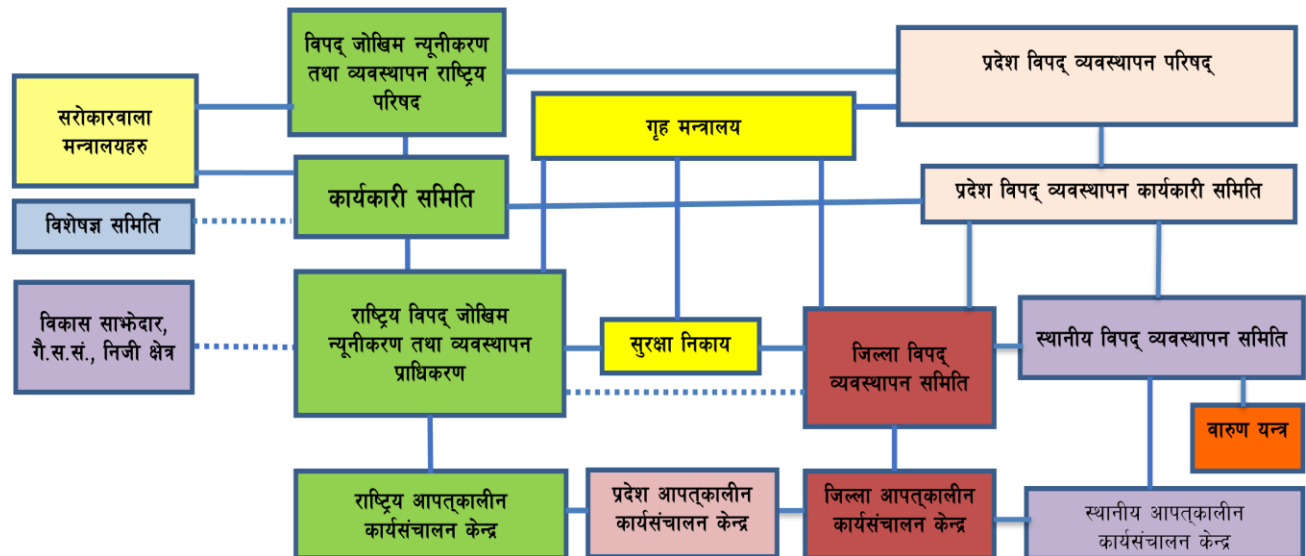 विपद् जोखिम न्यूनीकरण
तथा व्यवस्थापन राष्ट्रिय
परिषद
प्रदेश विपद् व्यवस्थापन परिषद्
सरोकारवाला
मन्त्रालयहरु
गृह मन्त्रालय
कार्यकारी समिति
प्रदेश विपद् व्यवस्थापन कार्यकारी समिति
विशेषज्ञ समिति
विकास साझेदार,
गै.स.सं., निजी क्षेत्र
राष्ट्रिय विपद् जोखिम
न्यूनीकरण तथा व्यवस्थापन
प्राधिकरण
सुरक्षा निकाय
जिल्ला विपद्
व्यवस्थापन समिति
स्थानीय विपद् व्यवस्थापन समिति
वारुण यन्त्र
राष्ट्रिय आपत्कालीन
कार्यसंचालन केन्द्र
प्रदेश आपत्कालीन
कार्यसंचालन केन्द्र
जिल्ला आपत्कालीन
कार्यसंचालन केन्द्र
स्थानीय आपत्कालीन
कार्यसंचालन केन्द्र